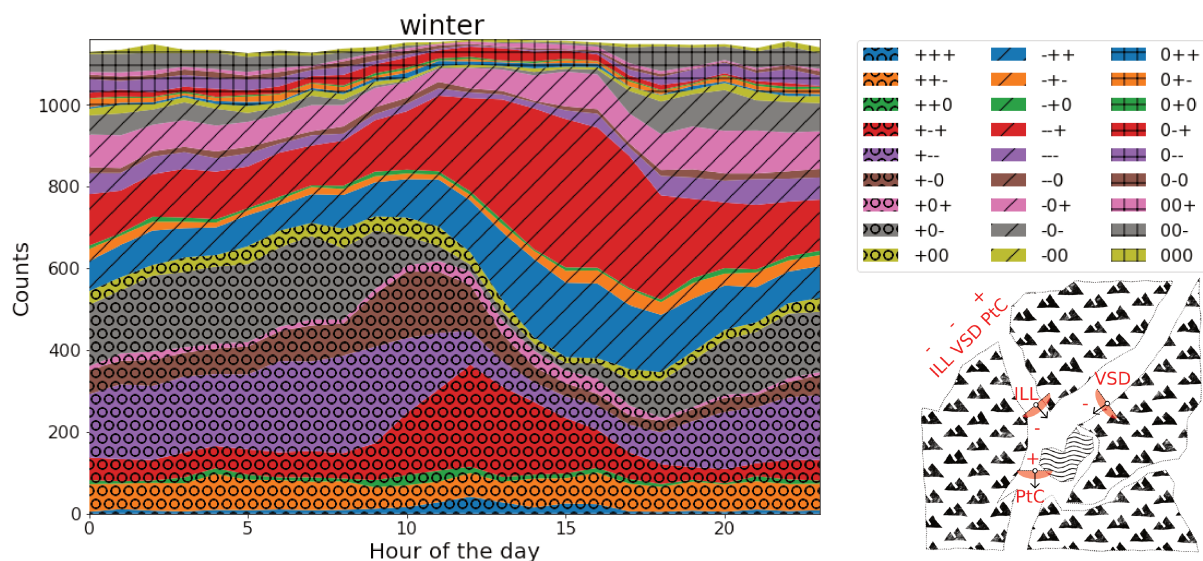 winter
Counts
1000
800
600
400
200
0
0 5 10 15 20
Hour of the day
+++ -++ 0++
++- -+- 0+-
++0 -+0 0+0
+-+ --+ 0-+
+-- --- 0--
+-0 --0 0-0
+0+ -0+ 00+
+0- -0- 00-
+00 -00 000
- - +
ILL VSD PtC
ILL
-
VSD
-
+
PtC